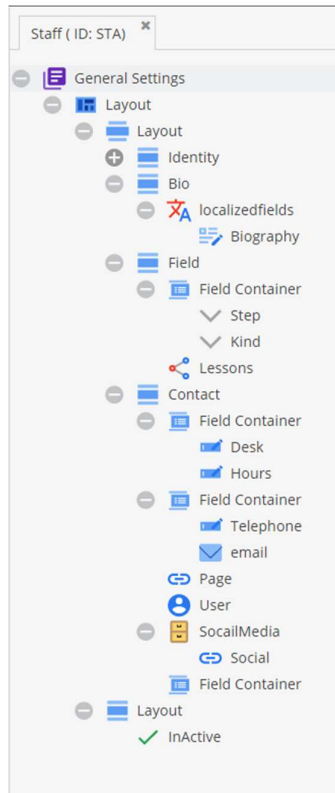 Staff ( ID: STA)
General Settings
Layout
Layout
Identity
Bio
localizedfields
Biography
Field
Field Container
Step
Kind
Lessons
Contact
Field Container
Desk
Hours
Field Container
Telephone
email
Page
User
SocailMedia
Social
Field Container
Layout
InActive